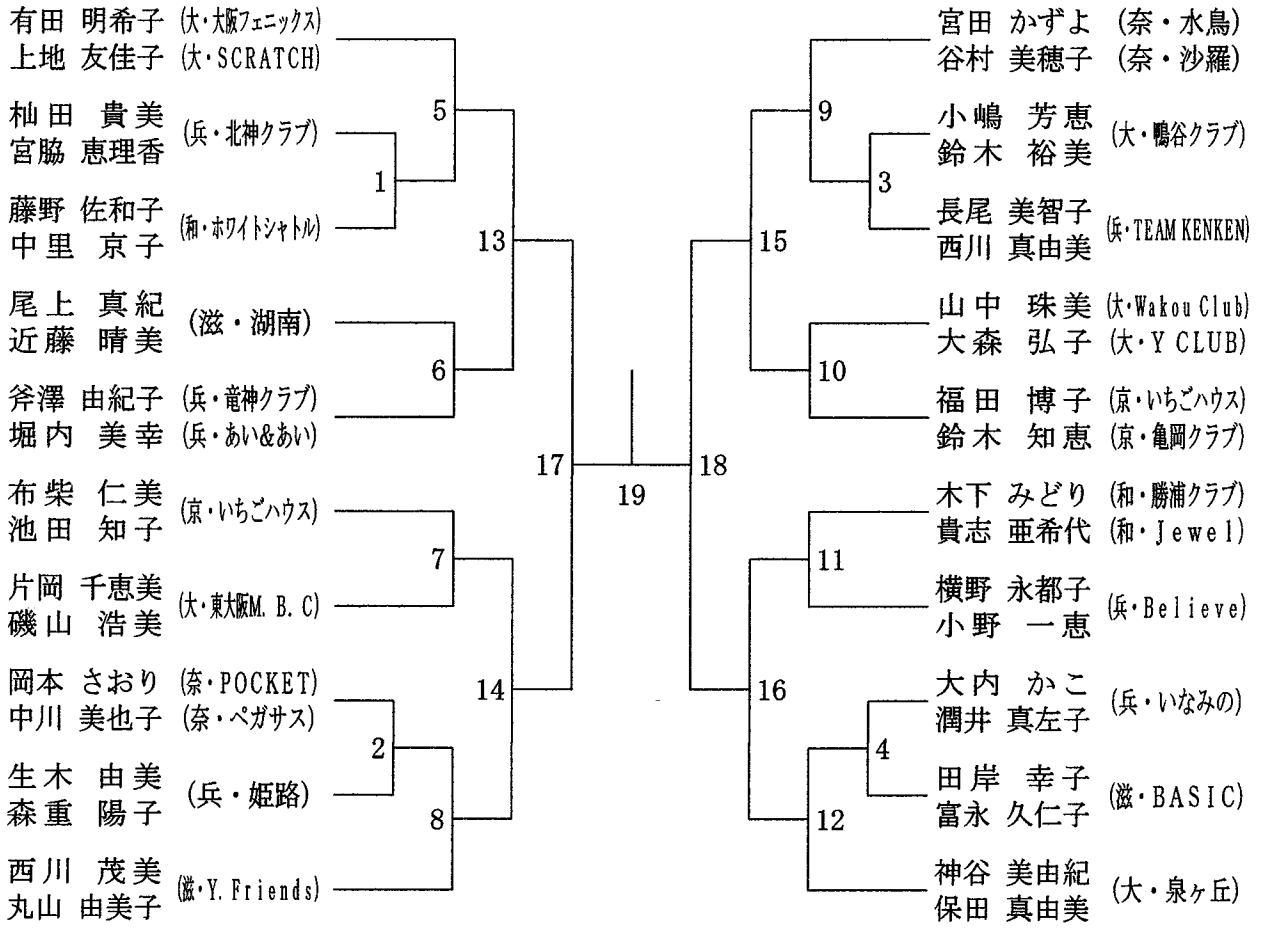 有田 明希子 (大・大阪フェニックス)
上地 友佳子 (大・SCRATCH)
杣田 貴美
宮脇 恵理香
(兵・北神クラブ)
藤野 佐和子
中里 京子
(和・ホワイトシャトル)
尾上 真紀
近藤 晴美
(滋・湖南)
斧澤 由紀子 (兵・竜神クラブ)
堀内 美幸 (兵・あい&あい)
布柴 仁美
池田 知子
(京・いちごハウス)
片岡 千恵美
磯山 浩美
(大・東大阪M.B.C)
岡本 さおり (奈・POCKET)
中川 美也子 (奈・ペガサス)
生木 由美
森重 陽子
(兵・姫路)
西川 茂美
丸山 由美子
(滋・Y.Friends)
5
1
13
6
17
7
14
2
8
19
18
9
3
15
10
11
16
4
12
宮田 かずよ (奈・水鳥)
谷村 美穂子 (奈・沙羅)
小嶋 芳恵
鈴木 裕美
(大・鴨谷クラブ)
長尾 美智子
西川 真由美
(兵・TEAM KENKEN)
山中 珠美 (大・Wakou Club)
大森 弘子 (大・Y CLUB)
福田 博子 (京・いちごハウス)
鈴木 知恵 (京・亀岡クラブ)
木下 みどり (和・勝浦クラブ)
貴志 亜希代 (和・Jewel)
横野 永都子
小野 一恵
(兵・Believe)
大内 かこ
潤井 真左子
(兵・いなみの)
田岸 幸子
富永 久仁子
(滋・BASIC)
神谷 美由紀
保田 真由美
(大・泉ヶ丘)